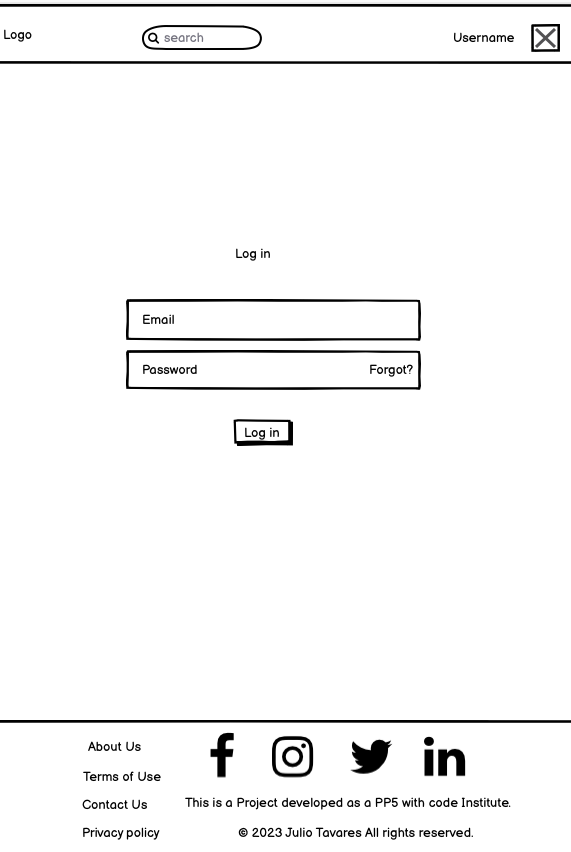 Logo
search
Username
Log in
Email
Password Forgot?
Log in
About Us
Terms of Use
Contact Us
Privacy policy
This is a Project developed as a PP5 with code Institute.
© 2023 Julio Tavares All rights reserved.